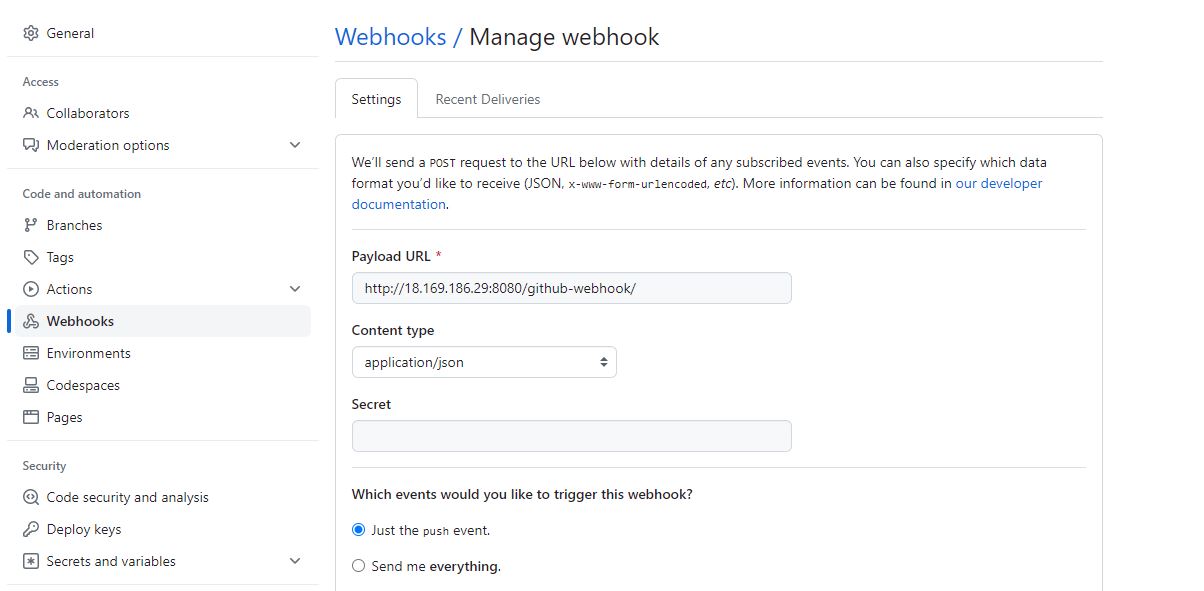 General
Access
Collaborators
Moderation options
Code and automation
Branches
Tags
Actions
Webhooks
Environments
Codespaces
Pages
Security
Code security and analysis
Deploy keys
Secrets and variables
Webhooks / Manage webhook
Settings
Recent Deliveries
We'll send a POST request to the URL below with details of any subscribed events. You can also specify which data
format you'd like to receive (JSON, x-www-form-urlencoded, etc). More information can be found in our developer
documentation.
Payload URL *
http://18.169.186.29:8080/github-webhook/
Content type
application/json
Secret
Which events would you like to trigger this webhook?
Just the push event.
Send me everything.